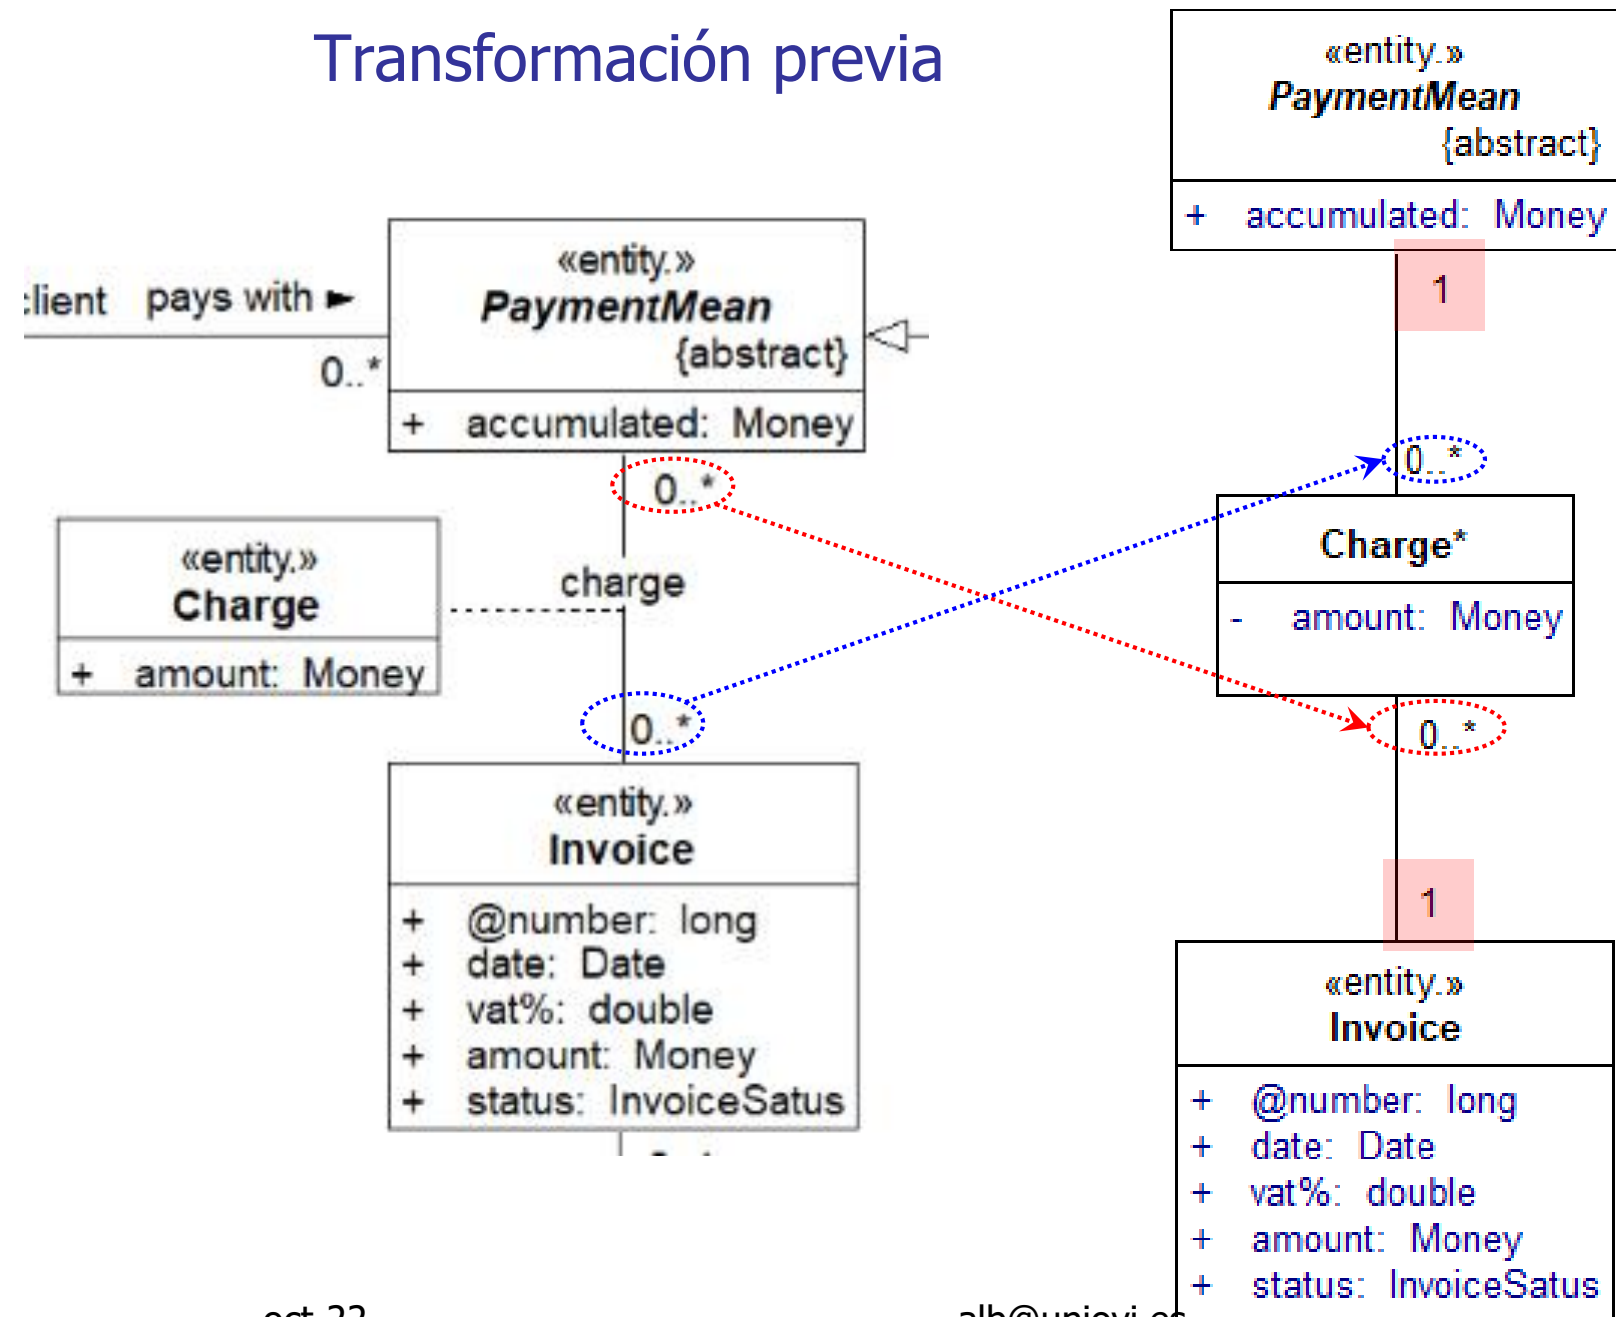 Transformación previa
«entity.»
PaymentMean
{abstract}
+ accumulated: Money
1
0..*
Charge*
- amount: Money
0..*
1
«entity.»
Invoice
+ @number: long
+ date: Date
+ vat%: double
+ amount: Money
+ status: InvoiceSatus
pays with ►
0..*
«entity.»
PaymentMean
{abstract}
+ accumulated: Money
0..*
«entity.»
Charge
+ amount: Money
charge
0..*
«entity.»
Invoice
+ @number: long
+ date: Date
+ vat%: double
+ amount: Money
+ status: InvoiceSatus